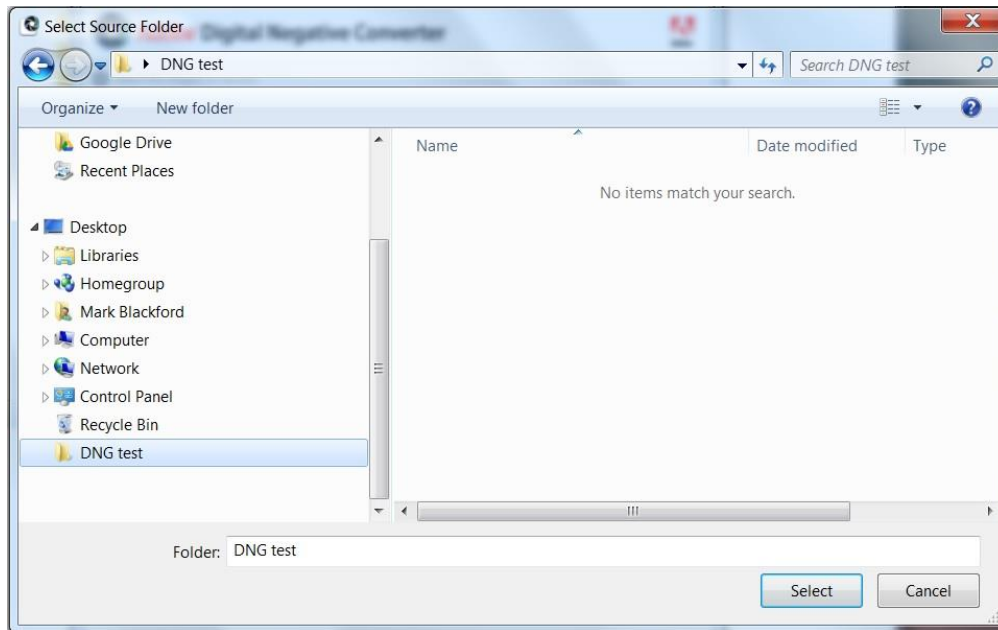 Select Source Folder
Adobe Digital Negative Converter
DNG test
Search DNG test
Organize
New folder
Name
Date modified
Type
No items match your search.
Google Drive
Recent Places
Desktop
Libraries
Homegroup
Mark Blackford
Computer
Network
Control Panel
Recycle Bin
DNG test
Folder: DNG test
Select
Cancel